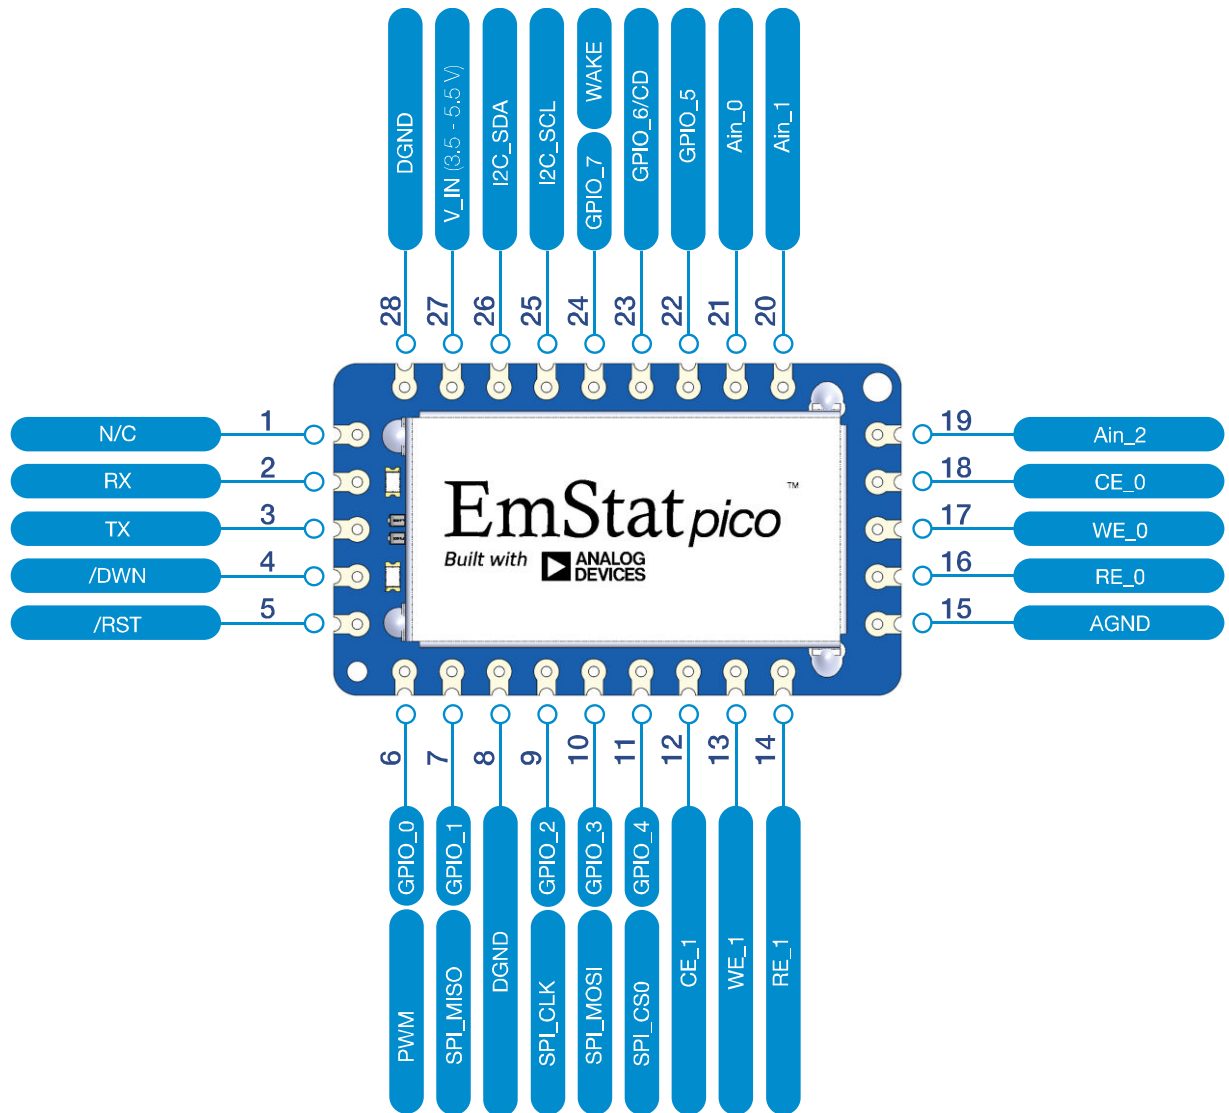 DGND
V_IN (3.5 - 5.5 V)
I2C_SDA
I2C_SCL
WAKE
GPIO_7
GPIO_6/CD
GPIO_5
Ain_0
Ain_1
28
27
26
25
24
23
22
21
20
N/C
1
RX
2
TX
3
/DWN
4
/RST
5
EmStat pico ™
Built with ANALOG
DEVICES
19
Ain_2
18
CE_0
17
WE_0
16
RE_0
15
AGND
6
7
8
9
10
11
12
13
14
GPIO_0
PWM
GPIO_1
SPI_MISO
DGND
GPIO_2
SPI_CLK
GPIO_3
SPI_MOSI
GPIO_4
SPI_CS0
CE_1
WE_1
RE_1